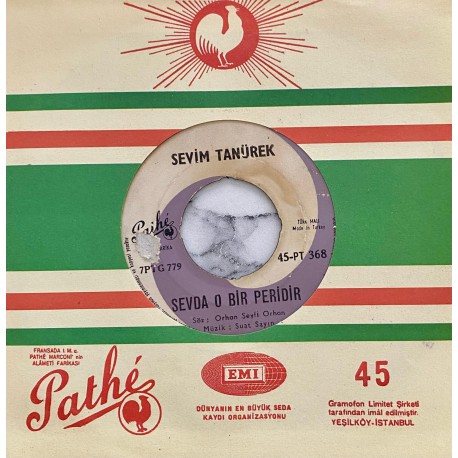 SEVİM TANÜREK
Pathé
TÜRK MALI
Made in Turkey
7PTG 779
45-PT 368
SEVDA O BİR PERİDİR
Söz : Orhan Seyfi Orhan
Müzik : Suat Sayın
FRANSADA I.M.c.
PATHÉ MARCONI' nin
ALÂMETİ FARİKASI
Pathé
EMI
DÜNYANIN EN BÜYÜK SEDA
KAYDI ORGANİZASYONU
45
Gramofon Limitet Şirketi
tarafından imâl edilmiştir.
YEŞİLKÖY-İSTANBUL